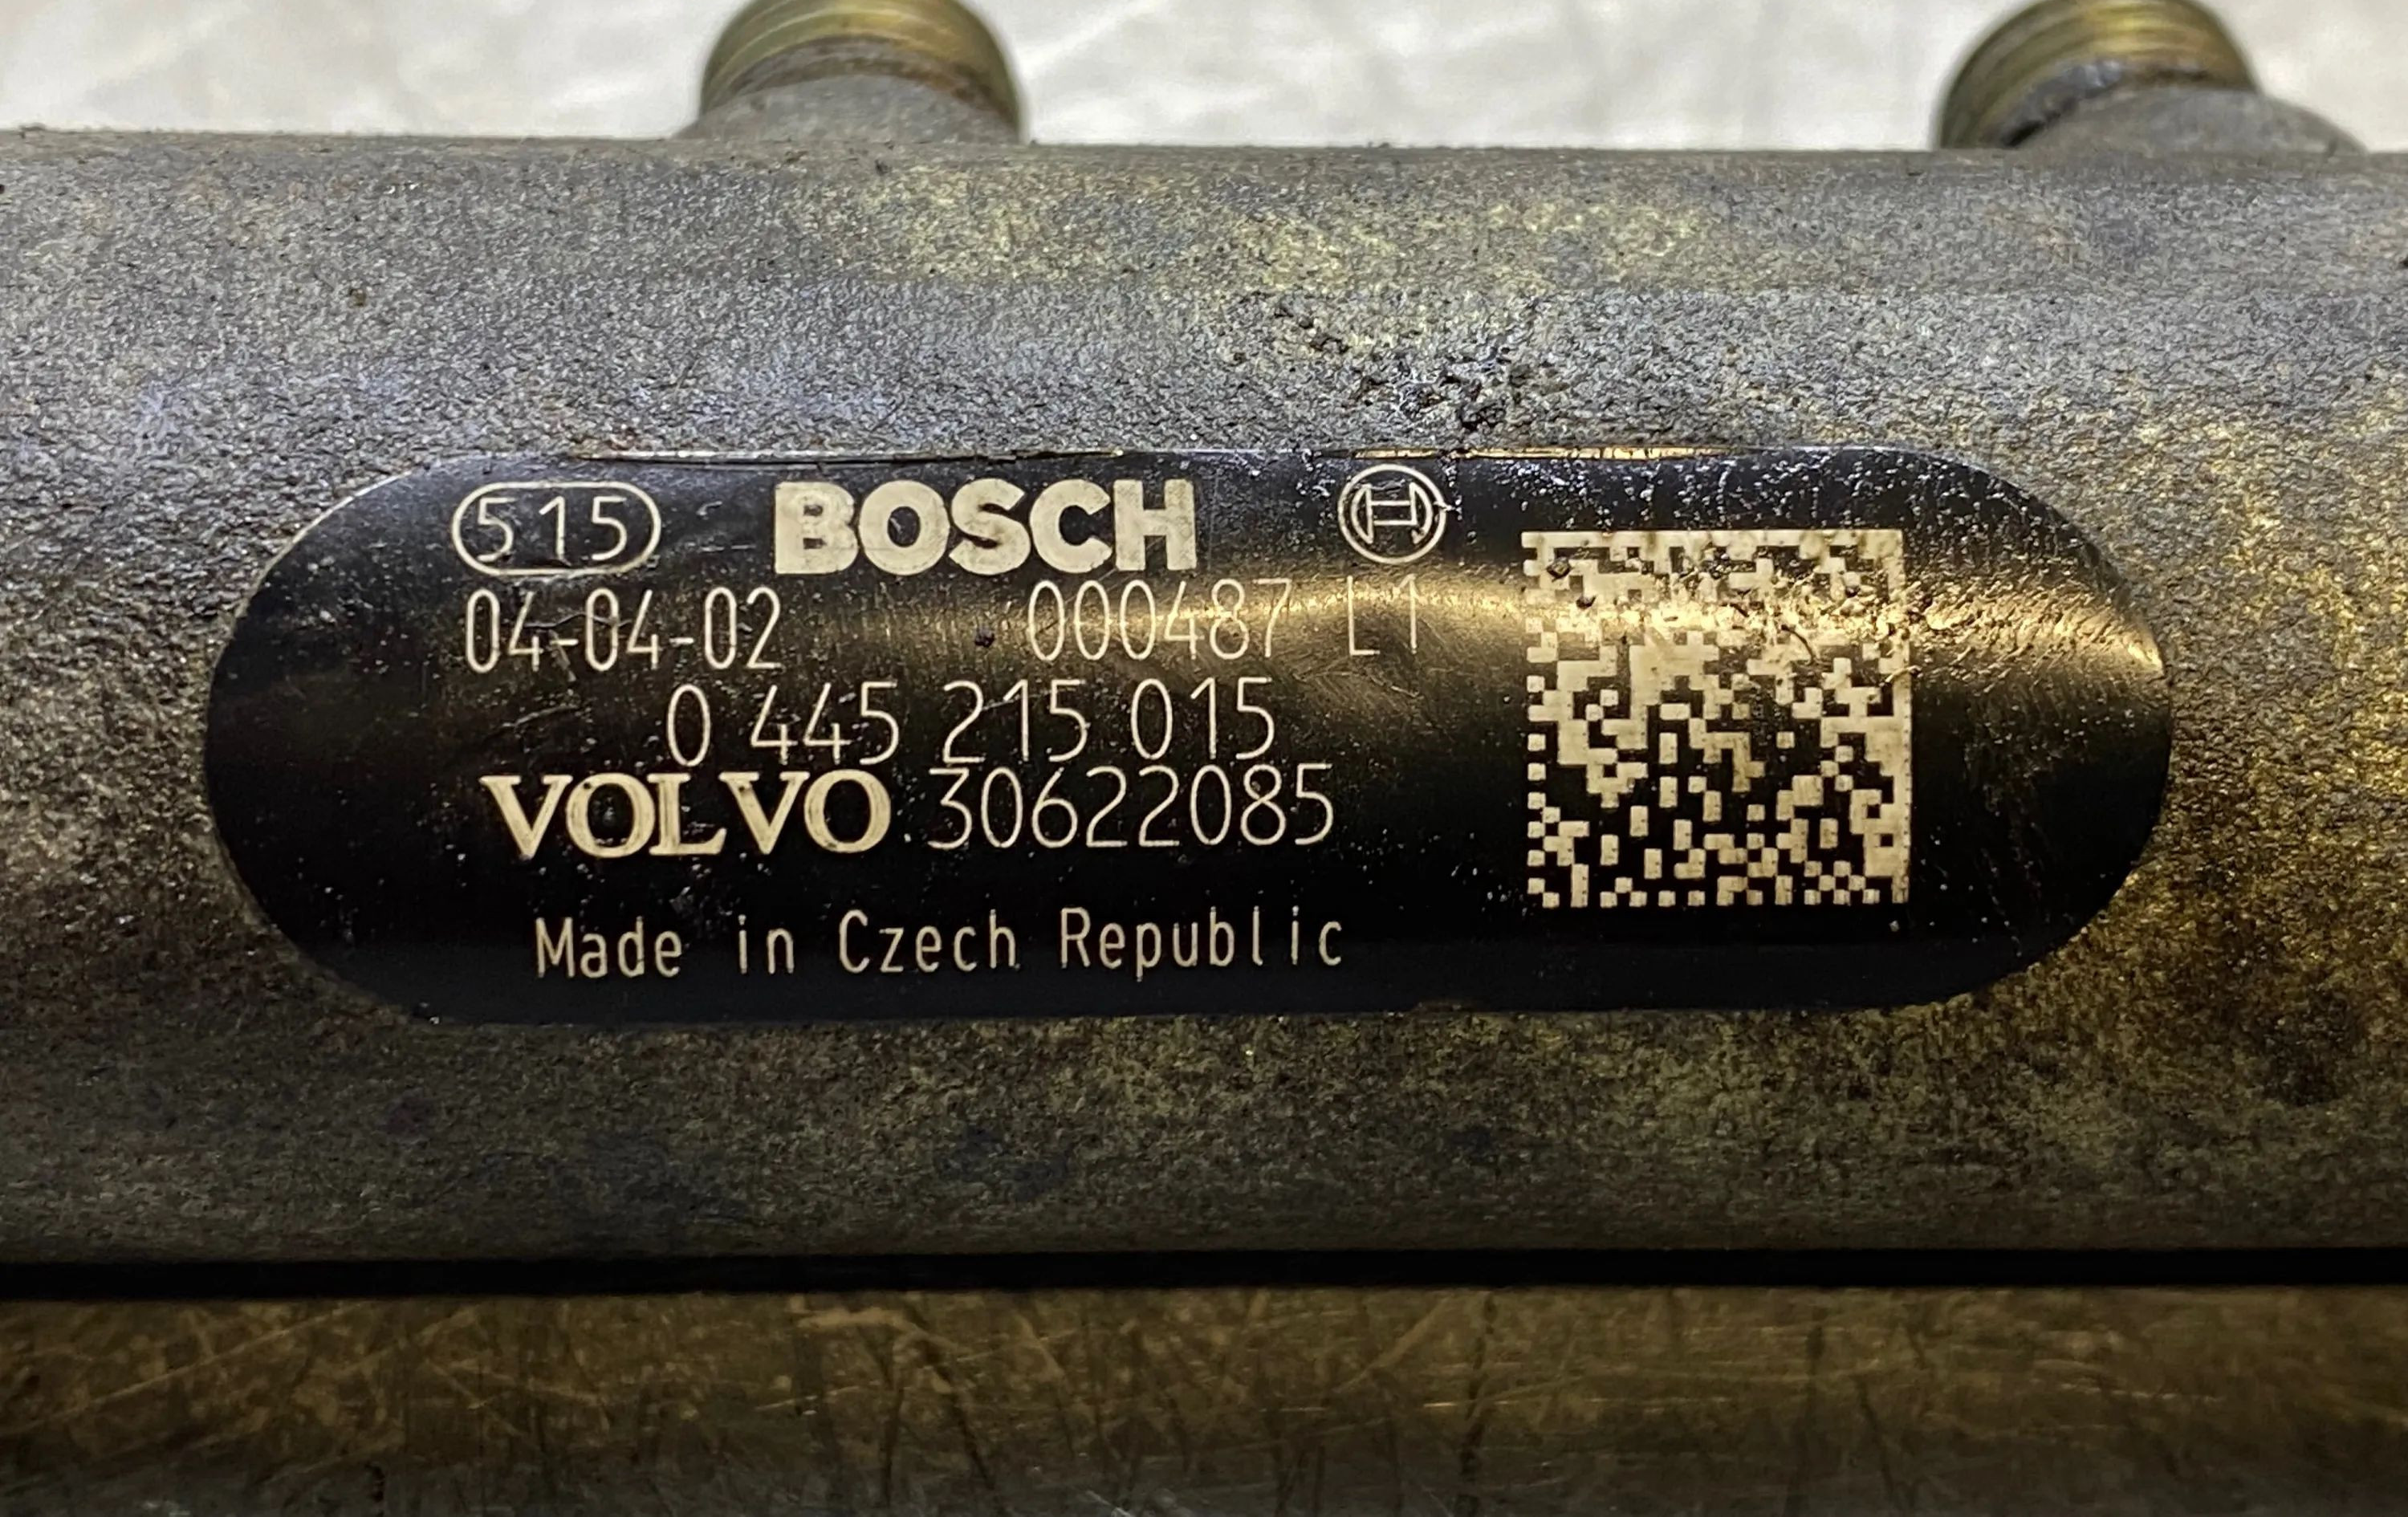 515 BOSCH
04-04-02 000487 L1
0 445 215 015
VOLVO 30622085
Made in Czech Republic